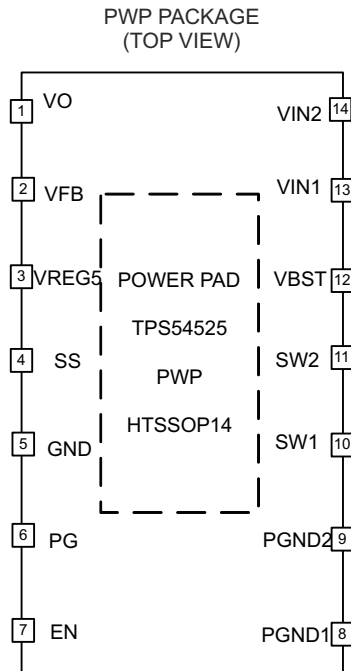 PWP PACKAGE
(TOP VIEW)
1 VO
VIN2 14
2 VFB
VIN1 13
3 VREG5
POWER PAD
VBST 12
TPS54525
4 SS
SW2 11
PWP
HTSSOP14
5 GND
SW1 10
6 PG
PGND2 9
7 EN
PGND1 8